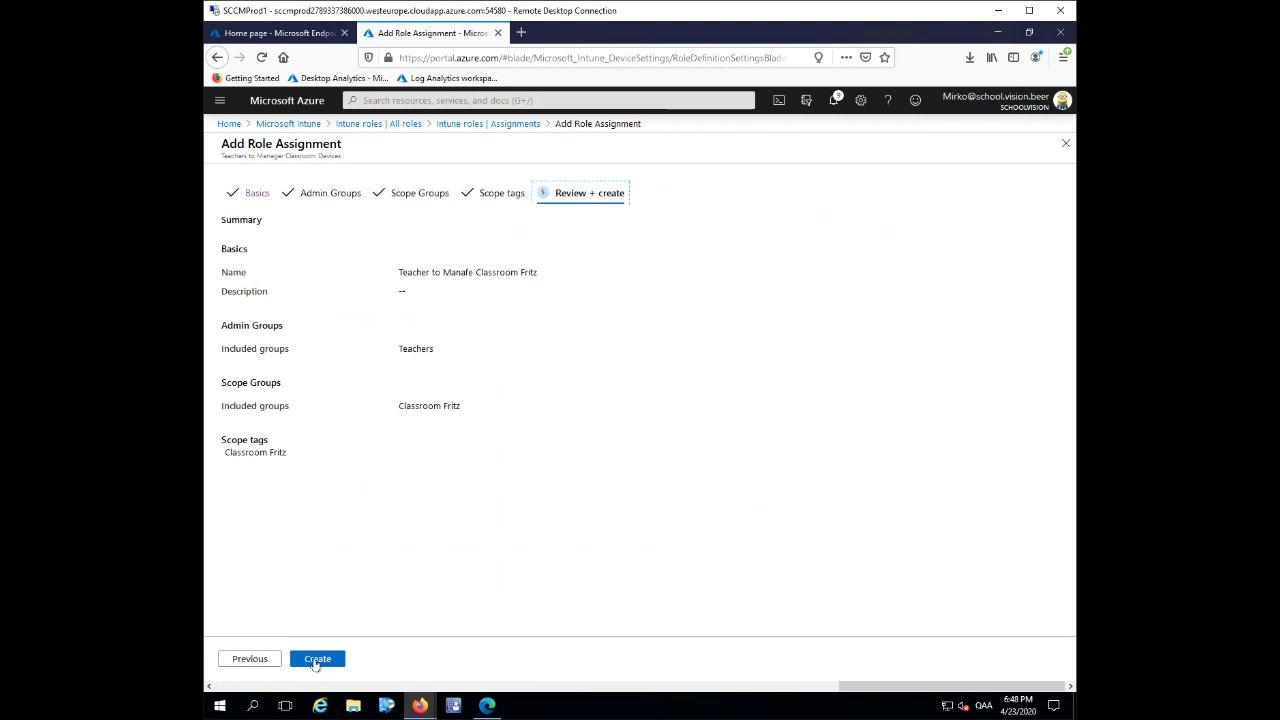 SCCMProd1 - sccmprod2789337386000.westeurope.cloudapp.azure.com:54580 - Remote Desktop Connection
Home page - Microsoft Endpoi
Add Role Assignment - Micros
https://portal.azure.com/#blade/Microsoft_Intune_DeviceSettings/RoleDefinitionSettingsBlade
Getting Started
Desktop Analytics - Mi...
Log Analytics workspa...
Microsoft Azure
Search resources, services, and docs (G+/)
Mirko@school.vision.beer
SCHOOLVISION
Home > Microsoft Intune > Intune roles | All roles > Intune roles | Assignments > Add Role Assignment
Add Role Assignment
Teachers to Manager Classroom Devices
Basics
Admin Groups
Scope Groups
Scope tags
5 Review + create
Summary
Basics
Name Teacher to Manafe Classroom Fritz
Description --
Admin Groups
Included groups Teachers
Scope Groups
Included groups Classroom Fritz
Scope tags
Classroom Fritz
Previous
Create
QAA
6:48 PM
4/23/2020